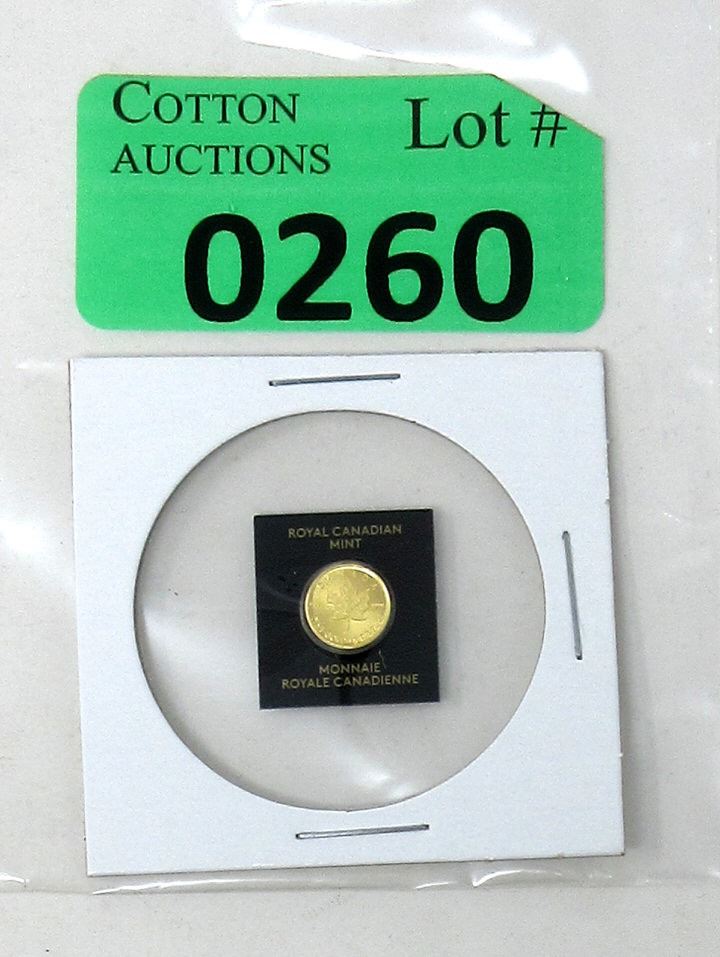 COTTON
AUCTIONS
Lot #
0260
ROYAL CANADIAN
MINT
MONNAIE
ROYALE CANADIENNE